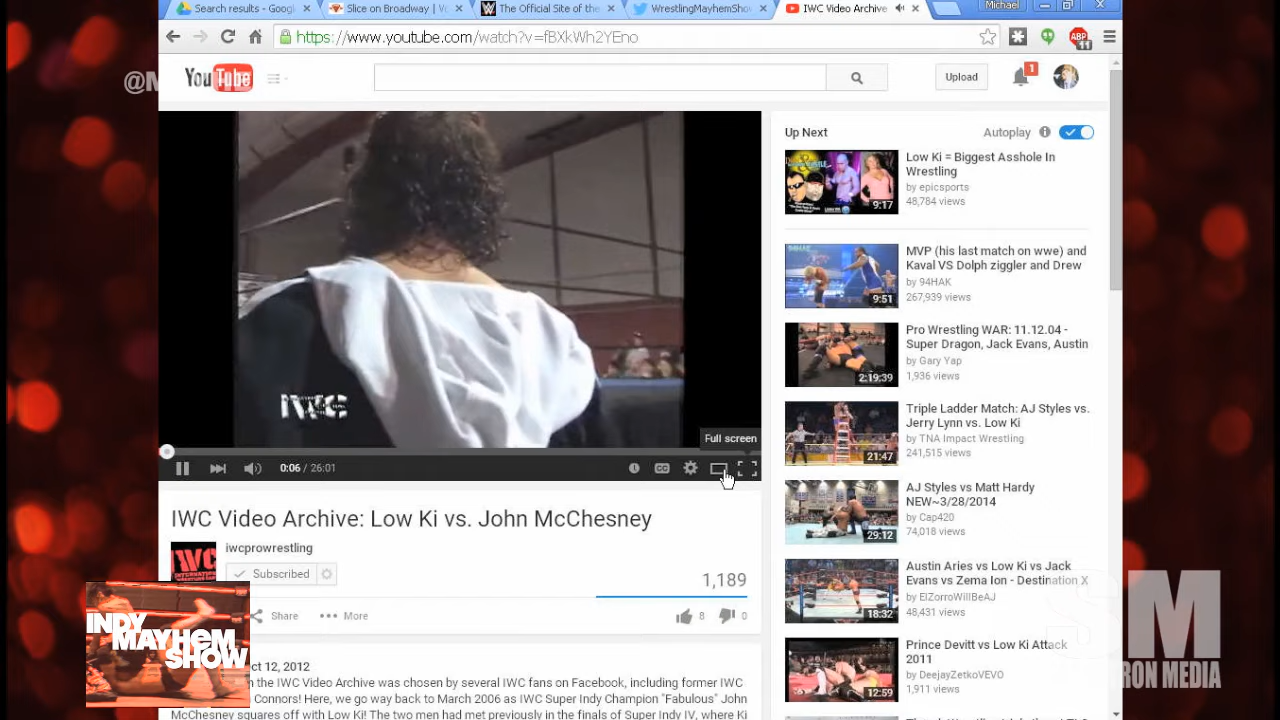 Search results - Googl
Slice on Broadway | Vo
The Official Site of the
WrestlingMayhemSho
IWC Video Archive
Michael
https://www.youtube.com/watch?v=fBXkWh2YEno
ABP
11
@M
YouTube
Upload
1
Up Next
Autoplay
Low Ki = Biggest Asshole In
Wrestling
by epicsports
48,784 views
9:17
MVP (his last match on wwe) and
Kaval VS Dolph ziggler and Drew
by 94HAK
267,939 views
9:51
Pro Wrestling WAR: 11.12.04 -
Super Dragon, Jack Evans, Austin
by Gary Yap
1,936 views
2:19:39
Triple Ladder Match: AJ Styles vs.
Jerry Lynn vs. Low Ki
by TNA Impact Wrestling
241,515 views
21:47
AJ Styles vs Matt Hardy
NEW~3/28/2014
by Cap420
74,018 views
29:12
Austin Aries vs Low Ki vs Jack
Evans vs Zema Ion - Destination X
by ElZorroWillBeAJ
48,431 views
18:32
Prince Devitt vs Low Ki Attack
2011
by DeejayZetkoVEVO
1,911 views
12:59
IWC
Full screen
0:06 / 26:01
CC
IWC Video Archive: Low Ki vs. John McChesney
IWC
iwcprowrestling
Subscribed
1,189
Share
More
8
0
ct 12, 2012
the IWC Video Archive was chosen by several IWC fans on Facebook, including former IWC
Connors! Here, we go way back to March 2006 as IWC Super Indy Champion "Fabulous" John
McChesney squares off with Low Ki! The two men had met previously in the finals of Super Indy IV, where Ki
INDY
MAYHEM
SHOW
SM
RON MEDIA